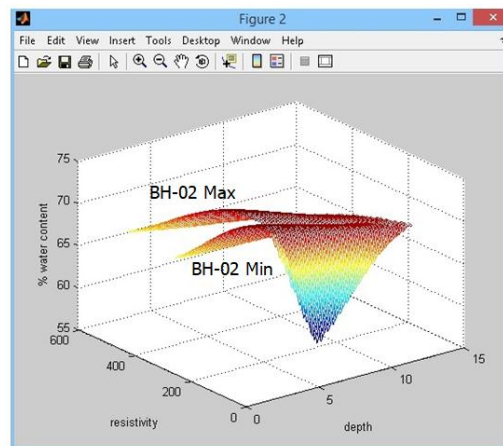 Figure 2
File Edit View Insert Tools Desktop Window Help
75
70
65
60
55
% water content
BH-02 Max
BH-02 Min
600
400
200
0
resistivity
0
5
10
15
depth